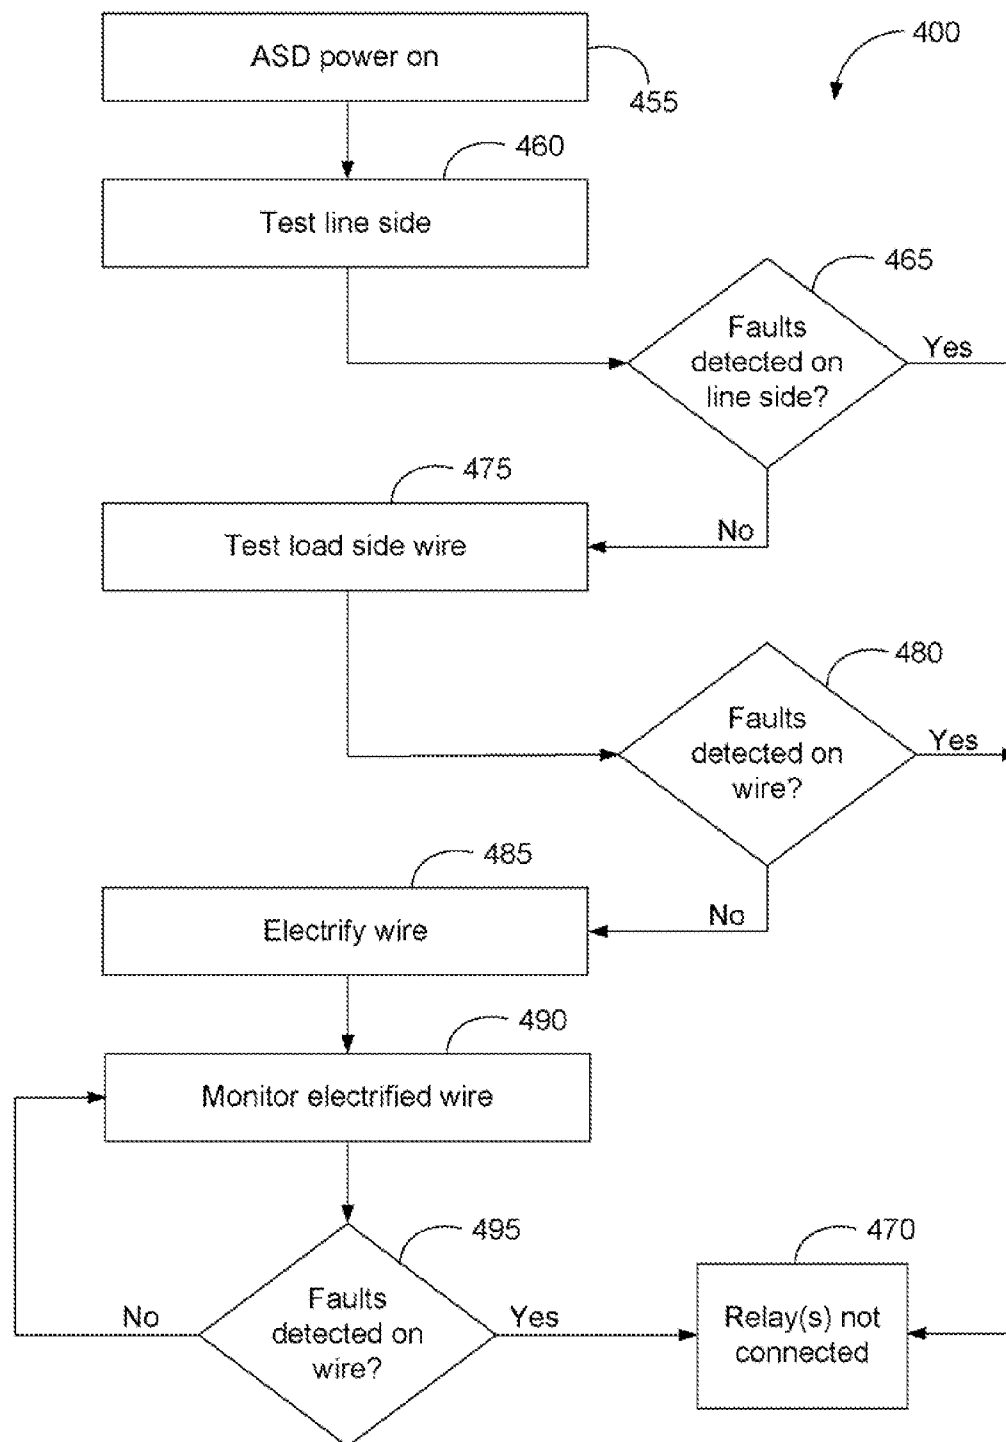 ASD power on
400
455
460
Test line side
465
Faults
detected on
line side?
Yes
475
No
Test load side wire
480
Faults
detected on
wire?
Yes
485
No
Electrify wire
490
Monitor electrified wire
495
470
Faults
detected on
wire?
No
Yes
Relay(s) not
connected